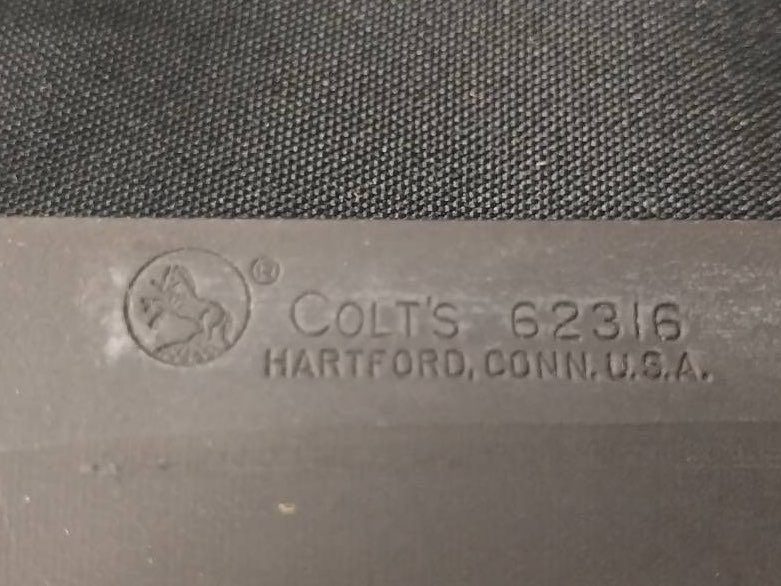 ®
COLT'S 62316
HARTFORD, CONN. U.S.A.